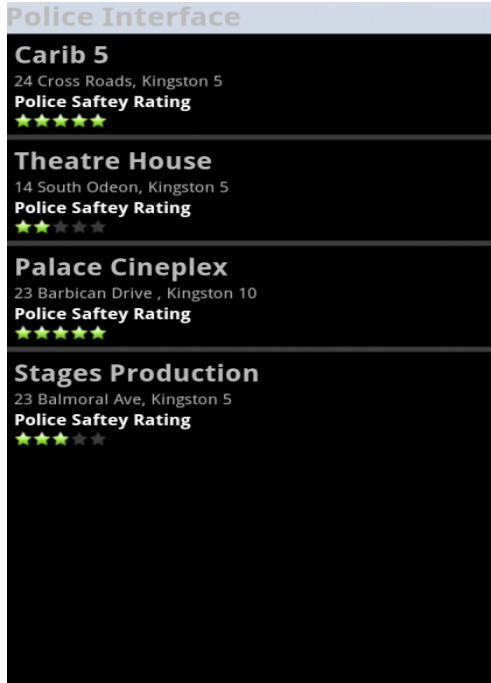 Police Interface
Carib 5
24 Cross Roads, Kingston 5
Police Saftey Rating
Theatre House
14 South Odeon, Kingston 5
Police Saftey Rating
Palace Cineplex
23 Barbican Drive , Kingston 10
Police Saftey Rating
Stages Production
23 Balmoral Ave, Kingston 5
Police Saftey Rating